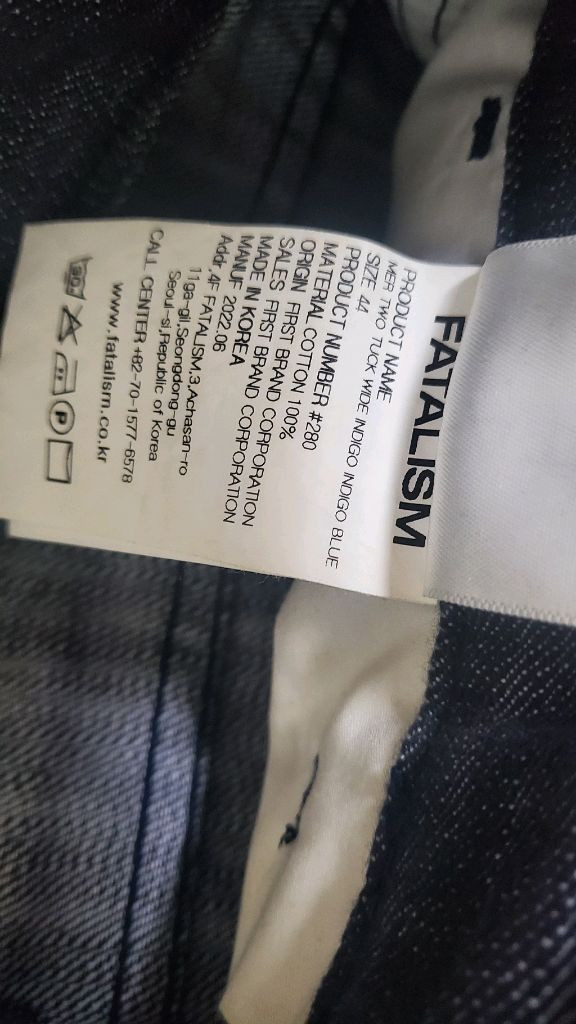 FATALISM
PRODUCT NAME
MER TWO TUCK WIDE INDIGO INDIGO BLUE
SIZE 44
PRODUCT NUMBER #280
MATERIAL COTTON 100%
ORIGIN FIRST BRAND CORPORATION
SALES FIRST BRAND CORPORATION
MADE IN KOREA
MANUF 2022.06
Addr, 4F FATALISM,3,Achasan-ro
11ga-gil,Seongdong-gu
Seoul-si,Republic of Korea
CALL CENTER +82-70-1577-6578
www.fatalism.co.kr
30
P